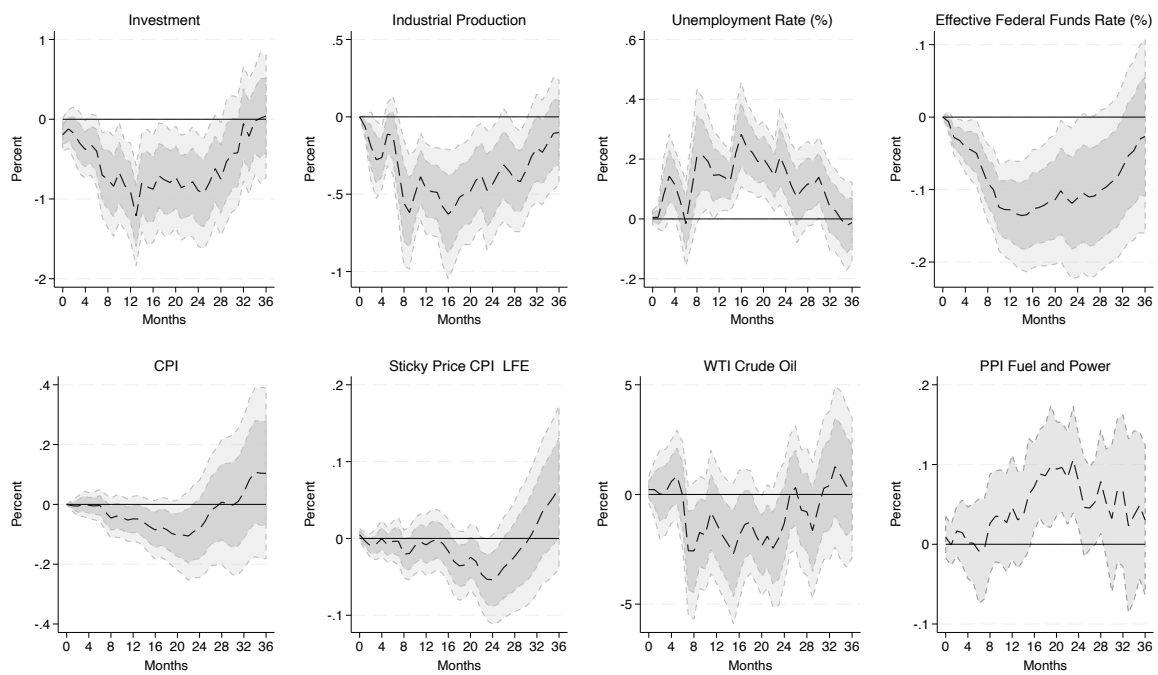 Investment
Percent
1
0
-1
-2
0 4 8 12 16 20 24 28 32 36
Months
Industrial Production
Percent
.5
0
-.5
-1
0 4 8 12 16 20 24 28 32 36
Months
Unemployment Rate (%)
Percent
.6
.4
.2
0
-.2
0 4 8 12 16 20 24 28 32 36
Months
Effective Federal Funds Rate (%)
Percent
.1
0
-.1
-.2
0 4 8 12 16 20 24 28 32 36
Months
CPI
Percent
.4
.2
0
-.2
-.4
0 4 8 12 16 20 24 28 32 36
Months
Sticky Price CPI LFE
Percent
.2
.1
0
-.1
0 4 8 12 16 20 24 28 32 36
Months
WTI Crude Oil
Percent
5
0
-5
0 4 8 12 16 20 24 28 32 36
Months
PPI Fuel and Power
Percent
.2
.1
0
-.1
0 4 8 12 16 20 24 28 32 36
Months